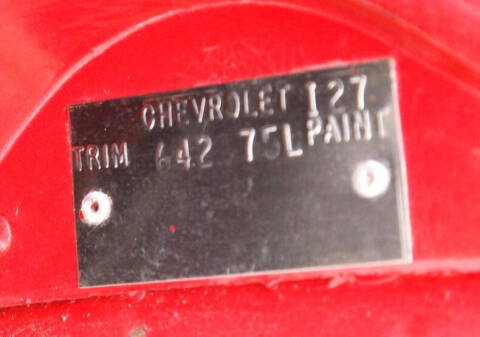 CHEVROLET I27
TRIM 642 75L PAINT